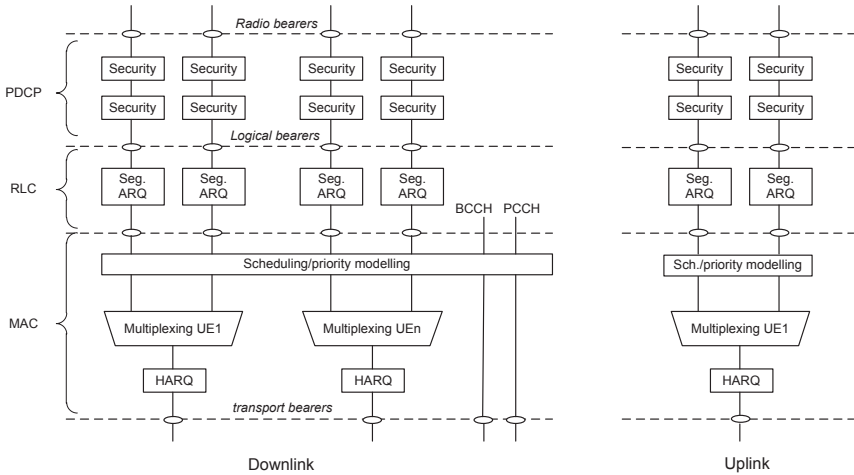 Radio bearers
Security Security Security Security Security Security
PDCP
Security Security Security Security Security Security
Logical bearers
Seg. ARQ Seg. ARQ Seg. ARQ Seg. ARQ Seg. ARQ Seg. ARQ
RLC
BCCH PCCH
Scheduling/priority modelling Sch./priority modelling
MAC
Multiplexing UE1 Multiplexing UEn Multiplexing UE1
HARQ HARQ HARQ
transport bearers
Downlink Uplink